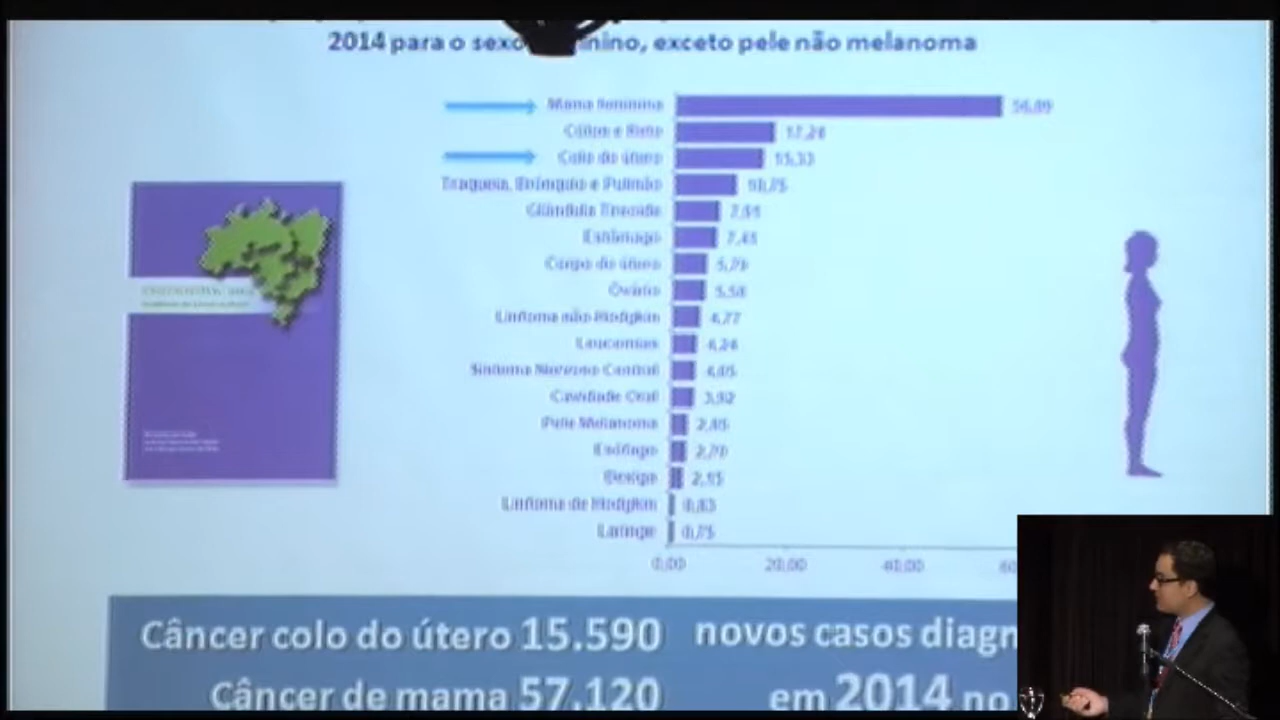 2014 para o sexo inino, exceto pele não melanoma
Mama feminina 56,09
Cólon e Reto 17,24
Colo do útero 15,33
Traqueia, Brônquio e Pulmão 10,75
Glândula Tireoide 7,91
Estômago 7,41
Corpo do útero 5,79
Ovário 5,58
Linfoma não Hodgkin 4,77
Leucemias 4,24
Sistema Nervoso Central 4,05
Cavidade Oral 3,92
Pele Melanoma 2,85
Esôfago 2,70
Bexiga 2,15
Linfoma de Hodgkin 0,83
Laringe 0,75
0,00 20,00 40,00 60
Câncer colo do útero 15.590 novos casos diagn
Câncer de mama 57.120 em 2014 no